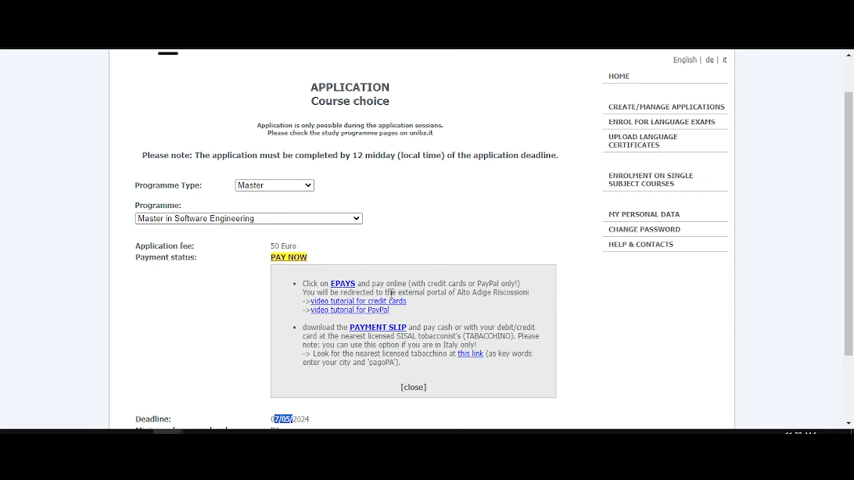 English | de | it
APPLICATION
Course choice
Application is only possible during the application sessions.
Please check the study programme pages on unibz.it
Please note: The application must be completed by 12 midday (local time) of the application deadline.
Programme Type:
Master
Programme:
Master in Software Engineering
Application fee:
50 Euro
Payment status:
PAY NOW
Click on EPAYS and pay online (with credit cards or PayPal only!)
You will be redirected to the external portal of Alto Adige Riscossioni
->video tutorial for credit cards
->video tutorial for PayPal
download the PAYMENT SLIP and pay cash or with your debit/credit
card at the nearest licensed SISAL tobacconist's (TABACCHINO). Please
note: you can use this option if you are in Italy only!
-> Look for the nearest licensed tabacchino at this link (as key words
enter your city and 'pagoPA').
[close]
Deadline:
07/05/2024
HOME
CREATE/MANAGE APPLICATIONS
ENROL FOR LANGUAGE EXAMS
UPLOAD LANGUAGE
CERTIFICATES
ENROLMENT ON SINGLE
SUBJECT COURSES
MY PERSONAL DATA
CHANGE PASSWORD
HELP & CONTACTS